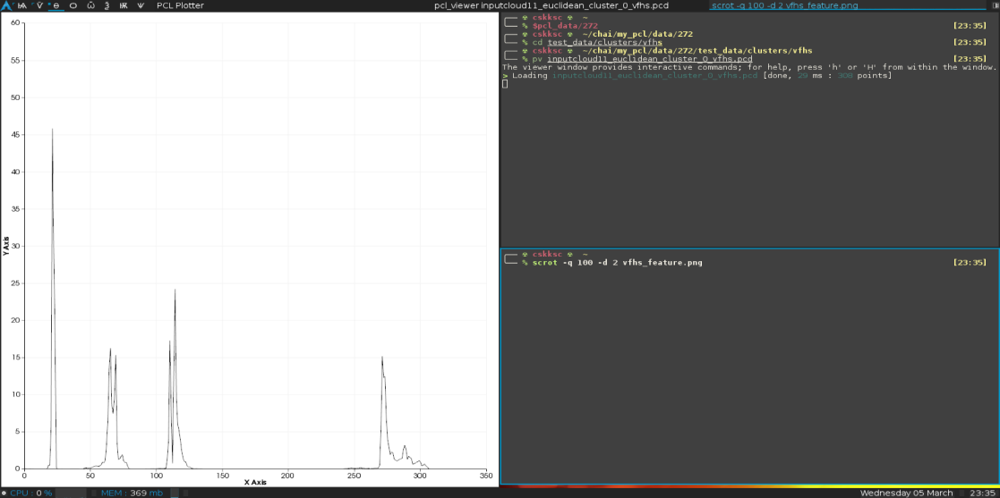 PCL Plotter
pcl_viewer inputcloud11_euclidean_cluster_0_vfhs.pcd
scrot -q 100 -d 2 vfhs_feature.png
60
55
50
45
40
35
30
25
20
15
10
5
0
Y Axis
0 50 100 150 200 250 300 350
X Axis
cskksc ~
% $pcl_data/272 [23:35]
cskksc ~/chai/my_pcl/data/272
% cd test_data/clusters/vfhs [23:35]
cskksc ~/chai/my_pcl/data/272/test_data/clusters/vfhs
% pv inputcloud11_euclidean_cluster_0_vfhs.pcd [23:35]
The viewer window provides interactive commands; for help, press 'h' or 'H' from within the window.
> Loading inputcloud11_euclidean_cluster_0_vfhs.pcd [done, 29 ms : 308 points]
cskksc ~
% scrot -q 100 -d 2 vfhs_feature.png [23:35]
CPU : 0 % MEM : 369 mb
Wednesday 05 March 23:35